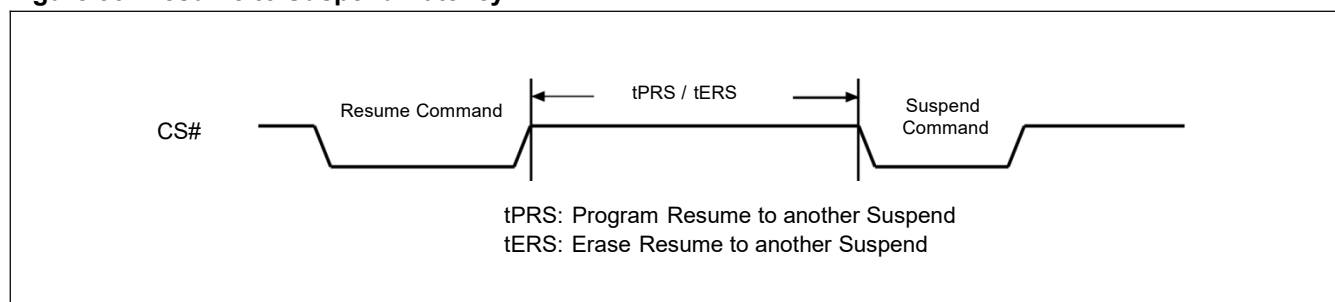 Resume Command
tPRS / tERS
Suspend
Command
CS#
tPRS: Program Resume to another Suspend
tERS: Erase Resume to another Suspend